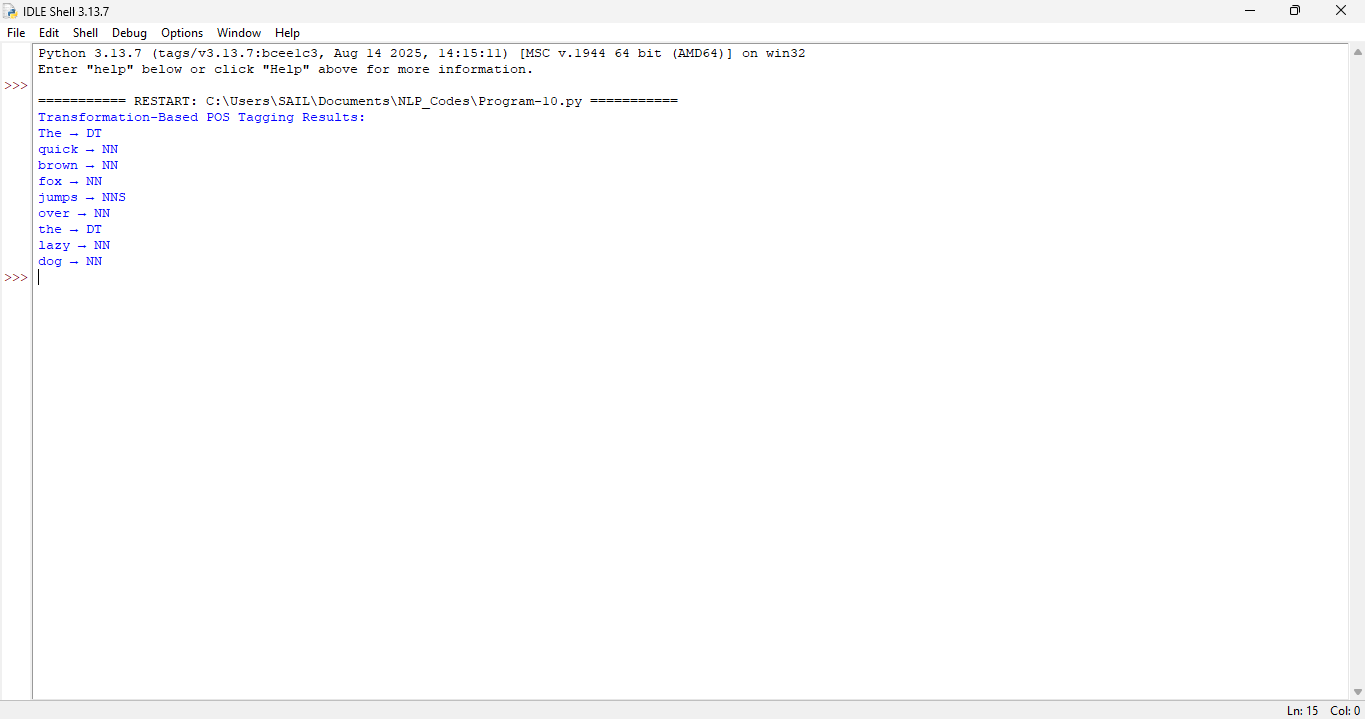 IDLE Shell 3.13.7
File Edit Shell Debug Options Window Help
Python 3.13.7 (tags/v3.13.7:bcee1c3, Aug 14 2025, 14:15:11) [MSC v.1944 64 bit (AMD64)] on win32
Enter "help" below or click "Help" above for more information.
>>>
=========== RESTART: C:\Users\SAIL\Documents\NLP_Codes\Program-10.py ===========
Transformation-Based POS Tagging Results:
The → DT
quick → NN
brown → NN
fox → NN
jumps → NNS
over → NN
the → DT
lazy → NN
dog → NN
>>>
Ln: 15 Col: 0